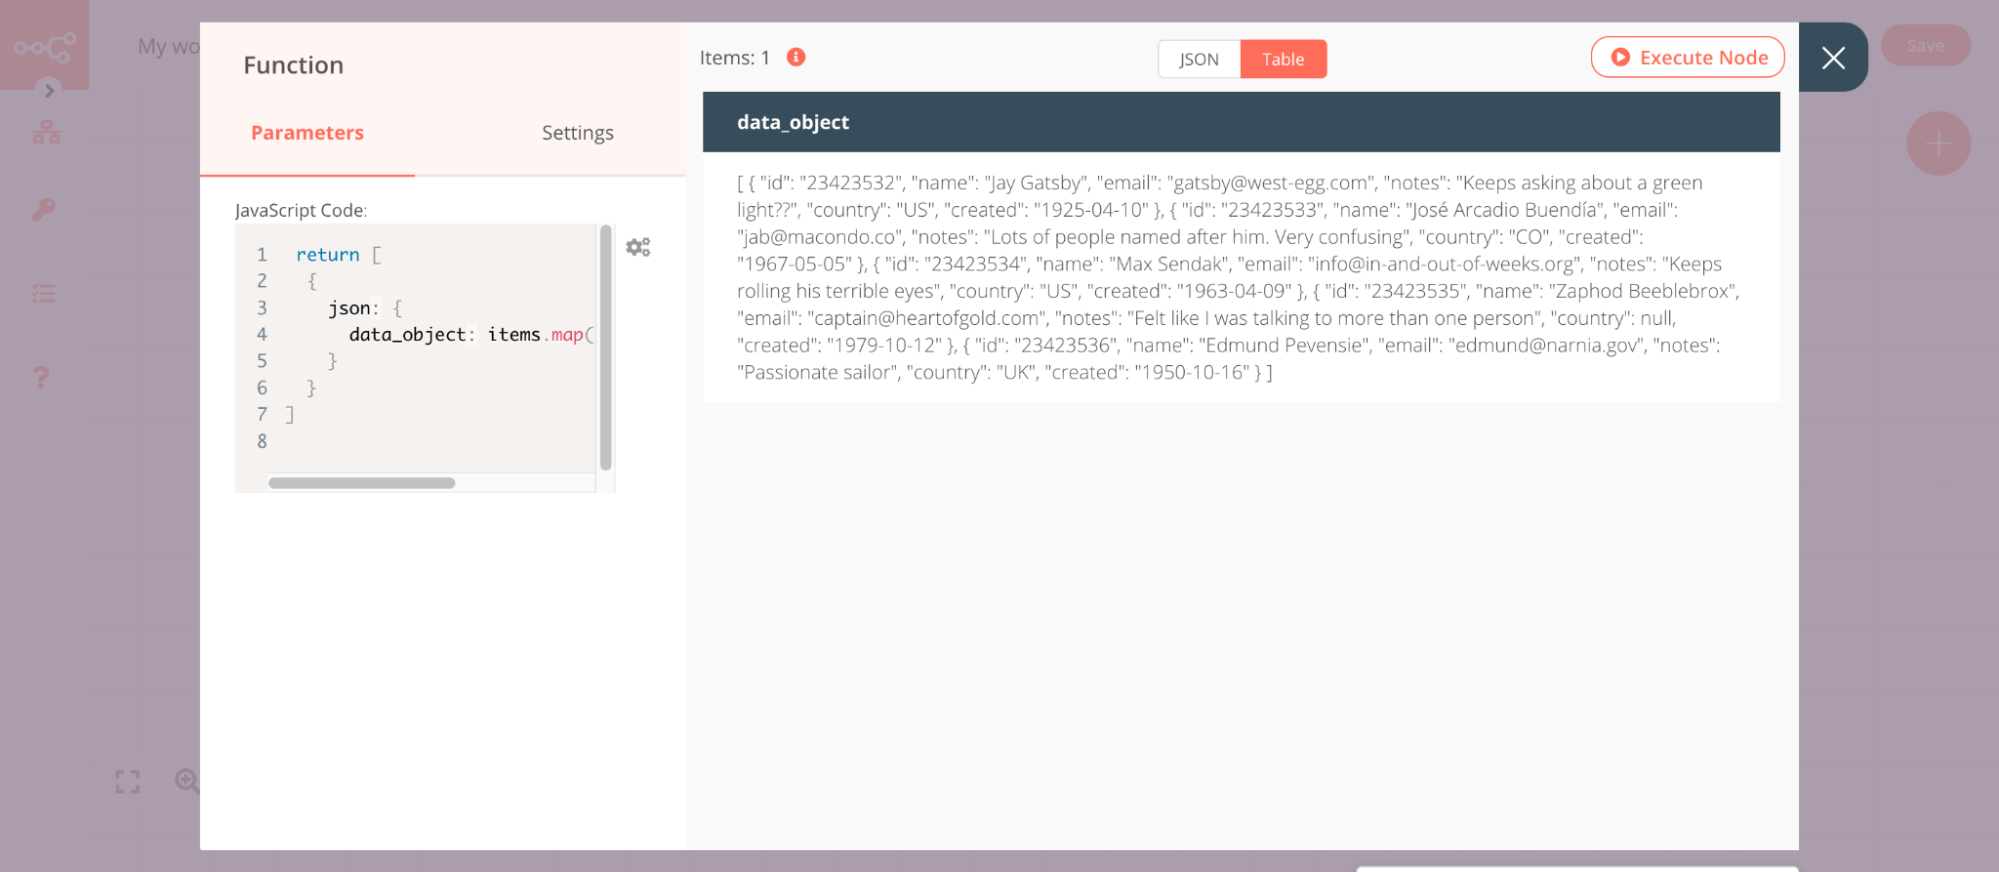 My wo
Save
Function
Parameters
Settings
JavaScript Code:
1 return [
2 {
3 json: {
4 data_object: items.map(
5 }
6 }
7 ]
8
Items: 1
JSON
Table
Execute Node
data_object
[ { "id": "23423532", "name": "Jay Gatsby", "email": "gatsby@west-egg.com", "notes": "Keeps asking about a green
light??", "country": "US", "created": "1925-04-10" }, { "id": "23423533", "name": "José Arcadio Buendía", "email":
"jab@macondo.co", "notes": "Lots of people named after him. Very confusing", "country": "CO", "created":
"1967-05-05" }, { "id": "23423534", "name": "Max Sendak", "email": "info@in-and-out-of-weeks.org", "notes": "Keeps
rolling his terrible eyes", "country": "US", "created": "1963-04-09" }, { "id": "23423535", "name": "Zaphod Beeblebrox",
"email": "captain@heartofgold.com", "notes": "Felt like I was talking to more than one person", "country": null,
"created": "1979-10-12" }, { "id": "23423536", "name": "Edmund Pevensie", "email": "edmund@narnia.gov", "notes":
"Passionate sailor", "country": "UK", "created": "1950-10-16" } ]